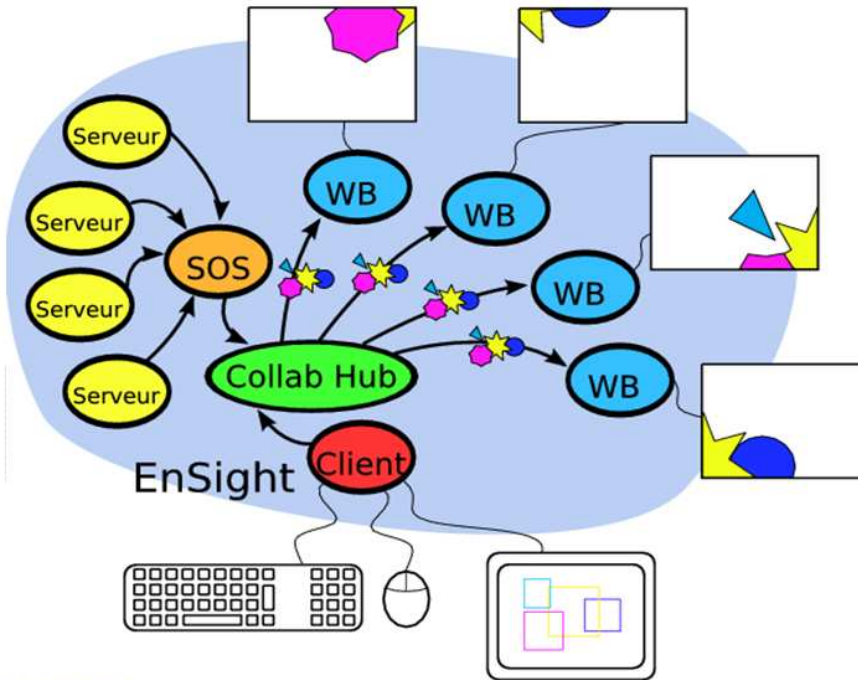 Serveur
WB
WB
Serveur
SOS
Serveur
WB
Serveur
Collab Hub
WB
EnSight
Client